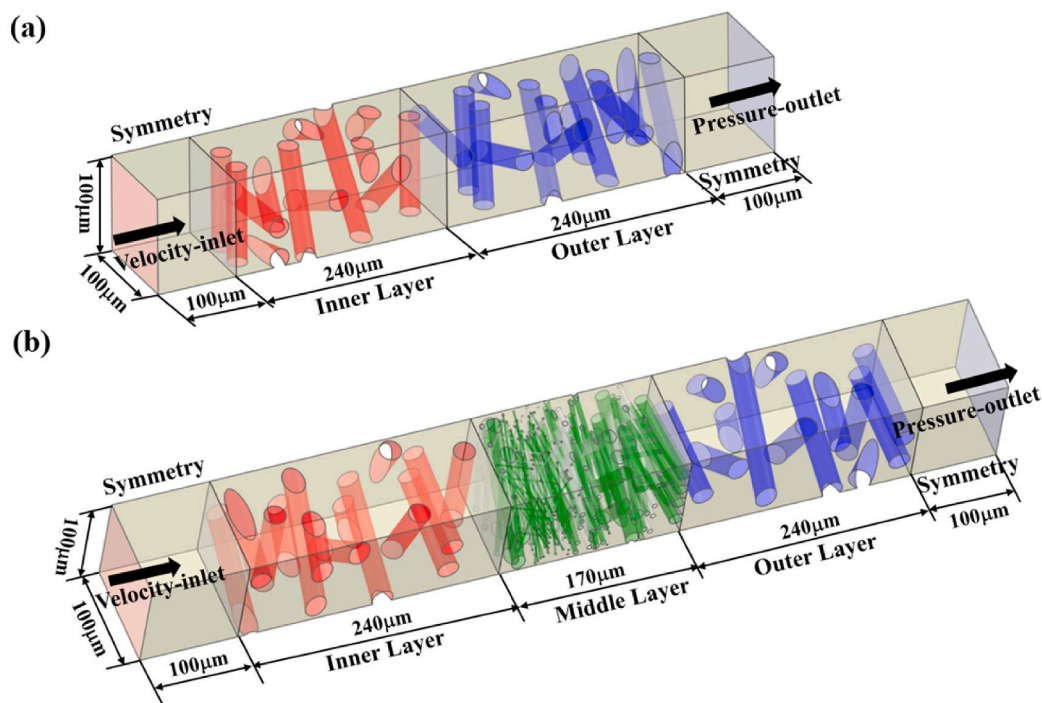 (a)
Symmetry
100μm
Velocity-inlet
100μm
100μm
240μm
Inner Layer
240μm
Outer Layer
Pressure-outlet
Symmetry
100μm
(b)
Symmetry
100μm
Velocity-inlet
100μm
100μm
240μm
Inner Layer
170μm
Middle Layer
240μm
Outer Layer
Pressure-outlet
Symmetry
100μm